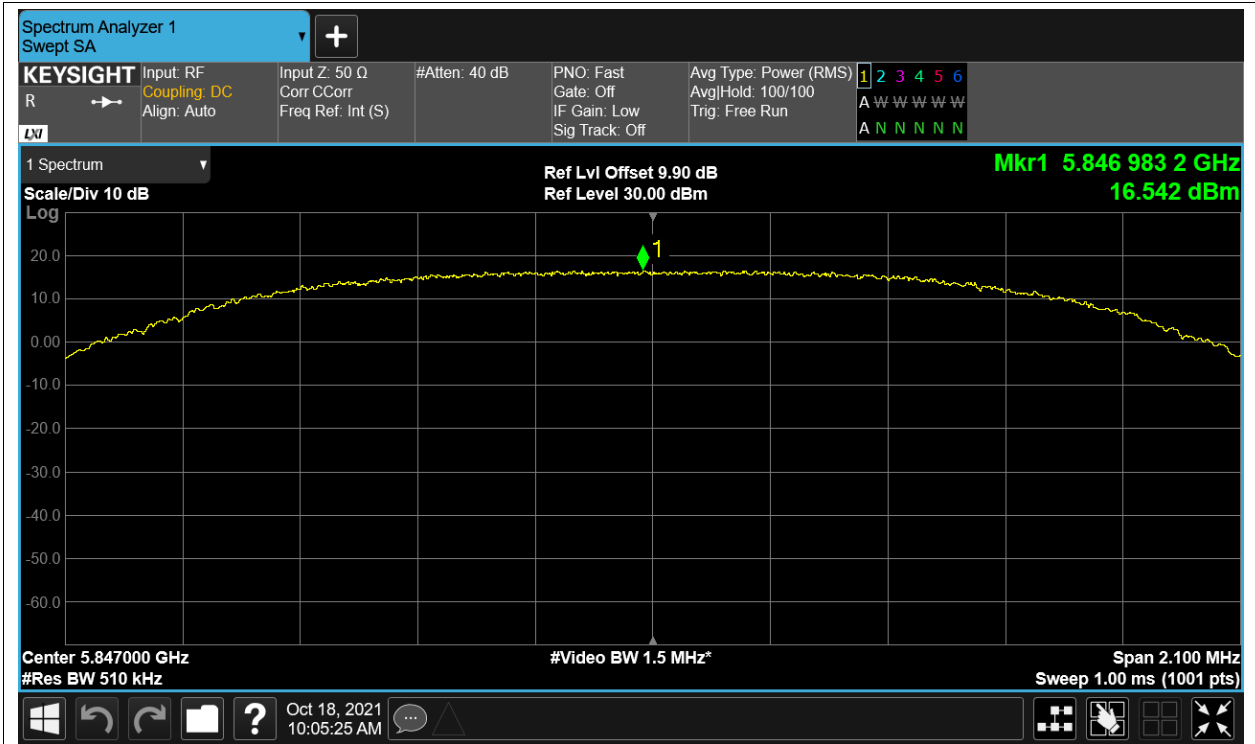 Spectrum Analyzer 1
Swept SA
KEYSIGHT
R
LXI
Input: RF
Coupling: DC
Align: Auto
Input Z: 50 Ω
Corr CCorr
Freq Ref: Int (S)
#Atten: 40 dB
PNO: Fast
Gate: Off
IF Gain: Low
Sig Track: Off
Avg Type: Power (RMS)
Avg|Hold: 100/100
Trig: Free Run
1 2 3 4 5 6
A W W W W W
A N N N N N
1 Spectrum
Scale/Div 10 dB
Log
Ref Lvl Offset 9.90 dB
Ref Level 30.00 dBm
Mkr1 5.846 983 2 GHz
16.542 dBm
1
20.0
10.0
0.00
-10.0
-20.0
-30.0
-40.0
-50.0
-60.0
Center 5.847000 GHz
#Res BW 510 kHz
#Video BW 1.5 MHz*
Span 2.100 MHz
Sweep 1.00 ms (1001 pts)
?
Oct 18, 2021
10:05:25 AM